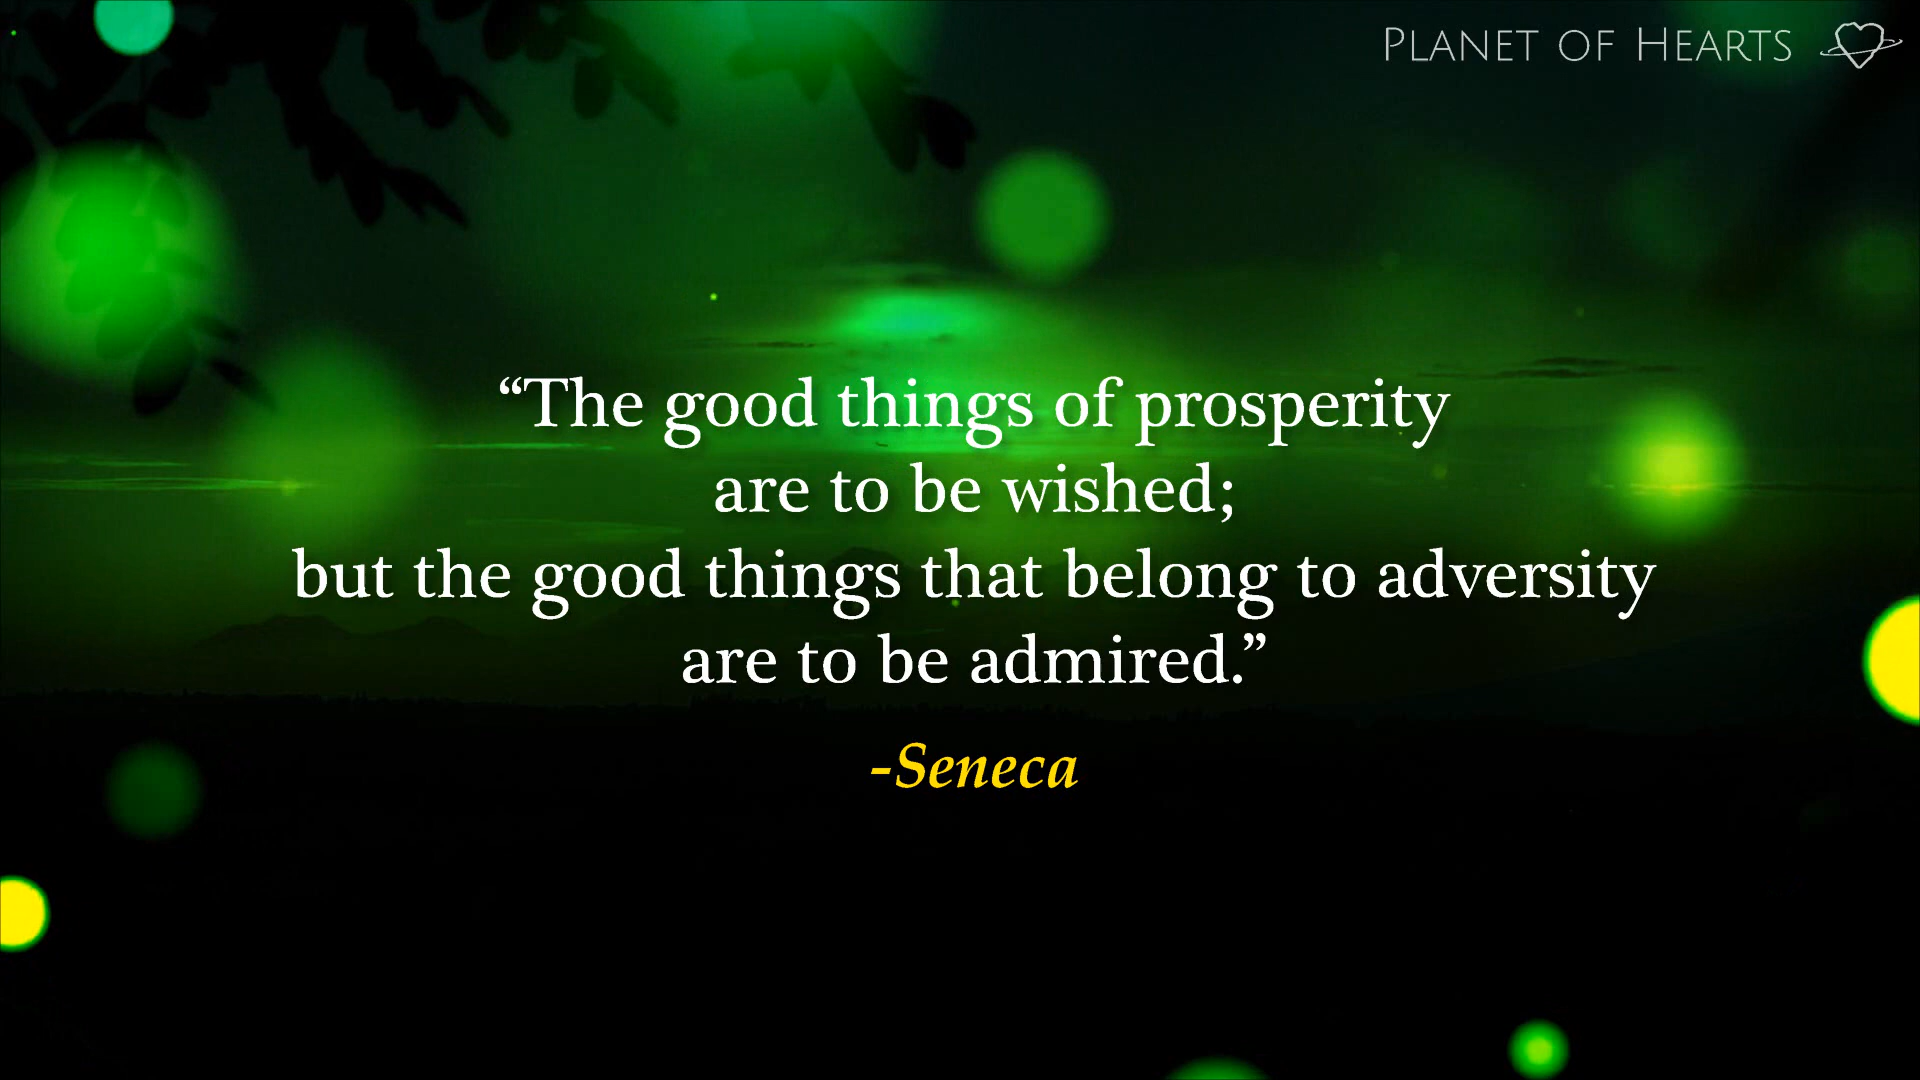 PLANET OF HEARTS
“The good things of prosperity
are to be wished;
but the good things that belong to adversity
are to be admired.”
-Seneca